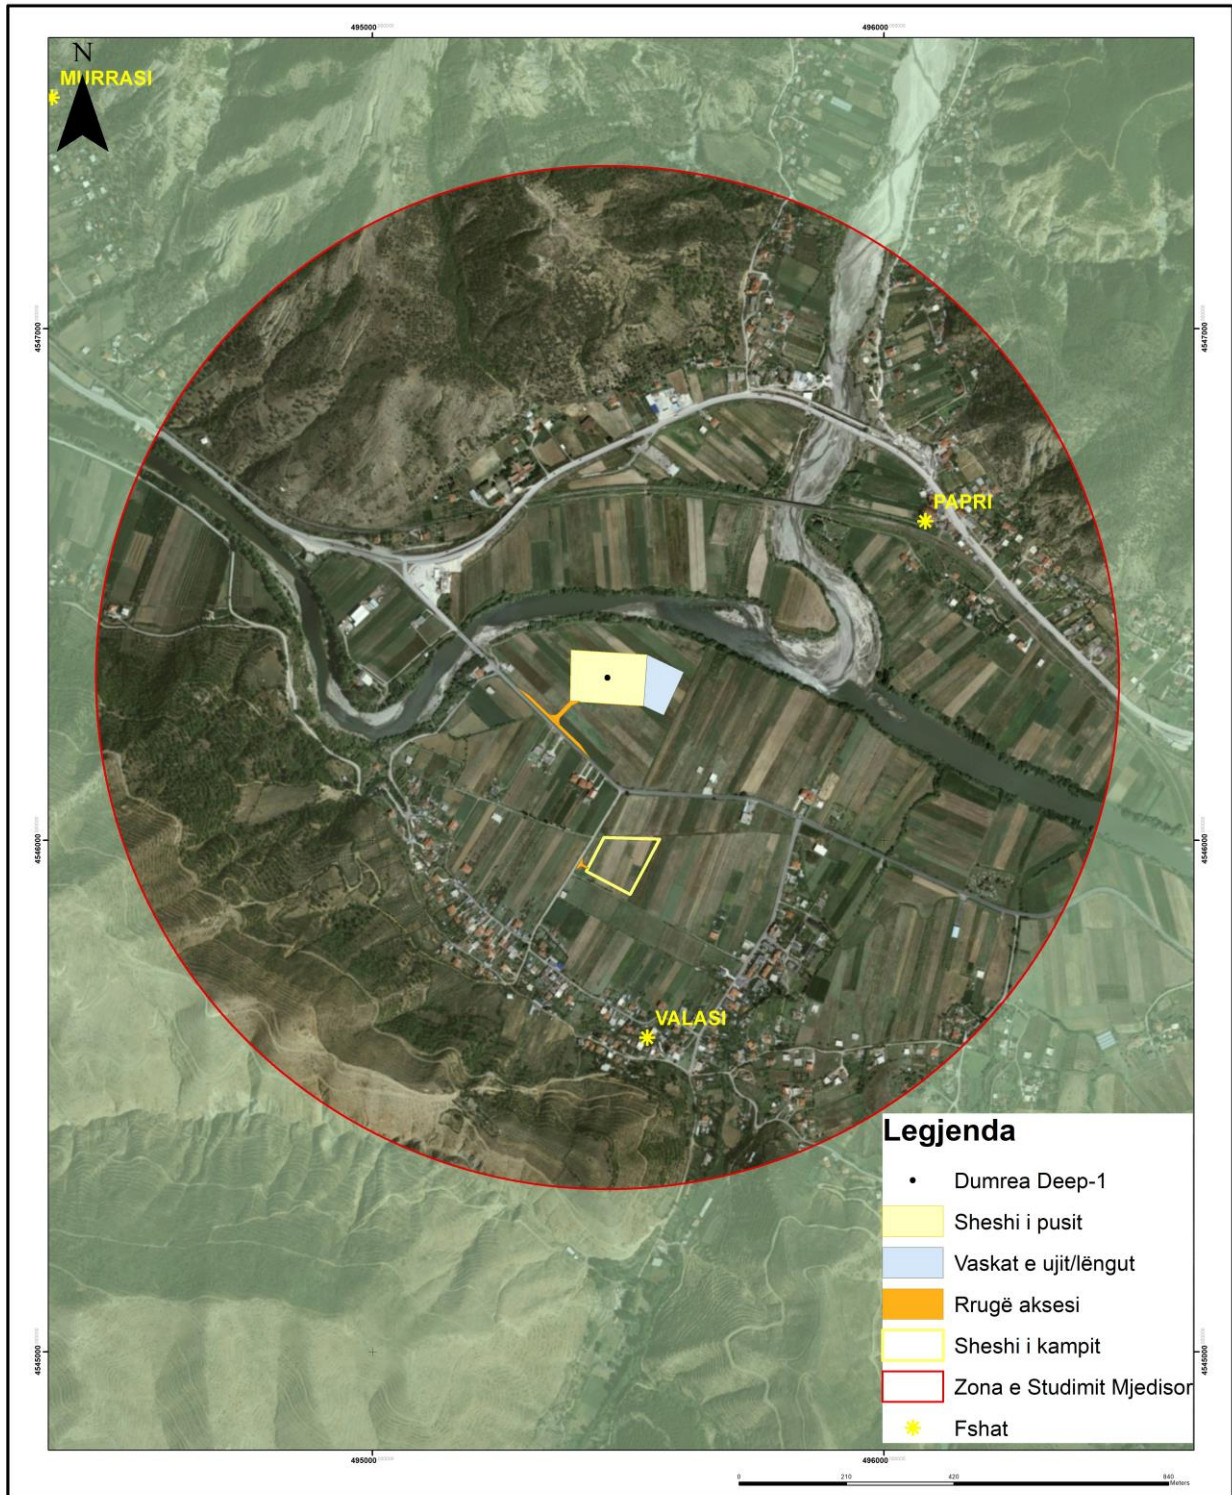 495000
496000
N
MURRASI
4547000
4547000
PAPRI
4546000
4546000
VALASI
Legjenda
Dumrea Deep-1
Sheshi i pusit
Vaskat e ujit/lëngut
Rrugë aksesi
Sheshi i kampit
Zona e Studimit Mjedisor
Fshat
4545000
4545000
495000
496000
0 210 420 840
Meters